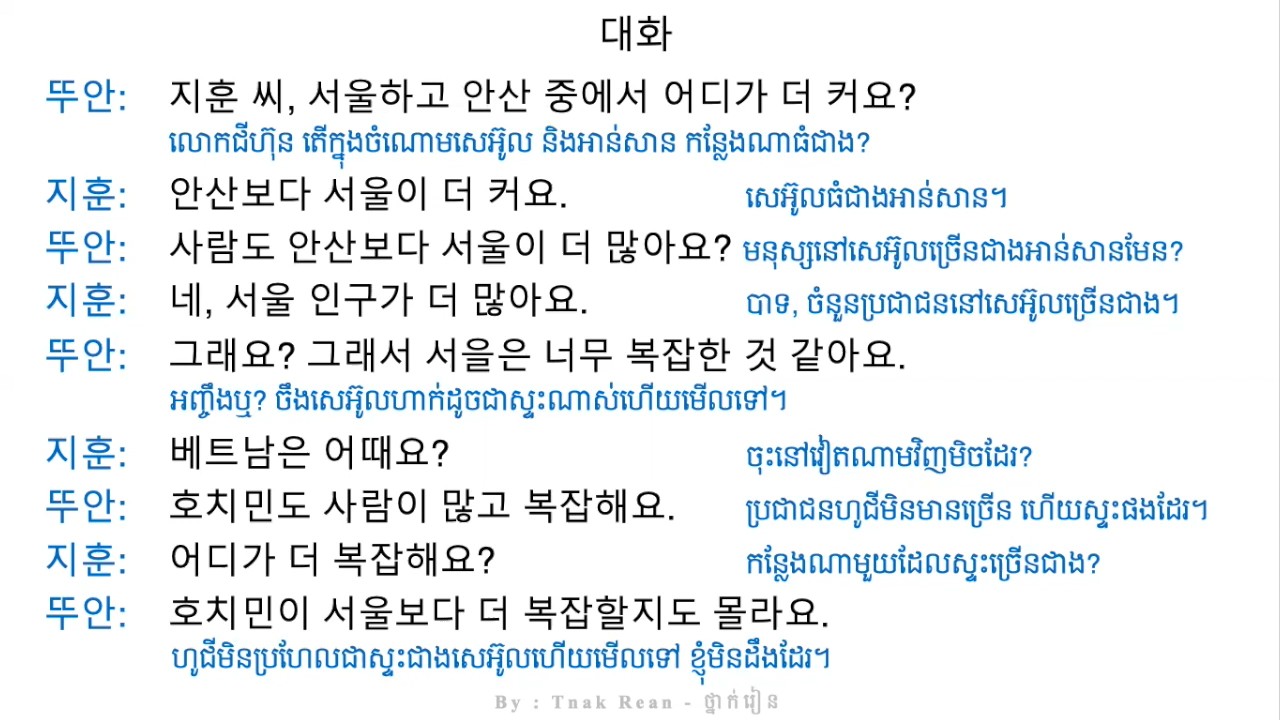 대화
뚜안: 지훈 씨, 서울하고 안산 중에서 어디가 더 커요?
លោកជីហ៊ុន តើក្នុងចំណោមសេអ៊ូល និងអាន់សាន កន្លែងណាធំជាង?
지훈: 안산보다 서울이 더 커요. សេអ៊ូលធំជាងអាន់សាន។
뚜안: 사람도 안산보다 서울이 더 많아요? មនុស្សនៅសេអ៊ូលច្រើនជាងអាន់សានមែន?
지훈: 네, 서울 인구가 더 많아요. បាទ, ចំនួនប្រជាជននៅសេអ៊ូលច្រើនជាង។
뚜안: 그래요? 그래서 서을은 너무 복잡한 것 같아요.
អញ្ចឹងឬ? ចឹងសេអ៊ូលហាក់ដូចជាស្ទះណាស់ហើយមើលទៅ។
지훈: 베트남은 어때요? ចុះនៅវៀតណាមវិញមិចដែរ?
뚜안: 호치민도 사람이 많고 복잡해요. ប្រជាជនហូជីមិនមានច្រើន ហើយស្ទះផងដែរ។
지훈: 어디가 더 복잡해요? កន្លែងណាមួយដែលស្ទះច្រើនជាង?
뚜안: 호치민이 서울보다 더 복잡할지도 몰라요.
ហូជីមិនប្រហែលជាស្ទះជាងសេអ៊ូលហើយមើលទៅ ខ្ញុំមិនដឹងដែរ។
By : Tnak Rean - ថ្នាក់រៀន